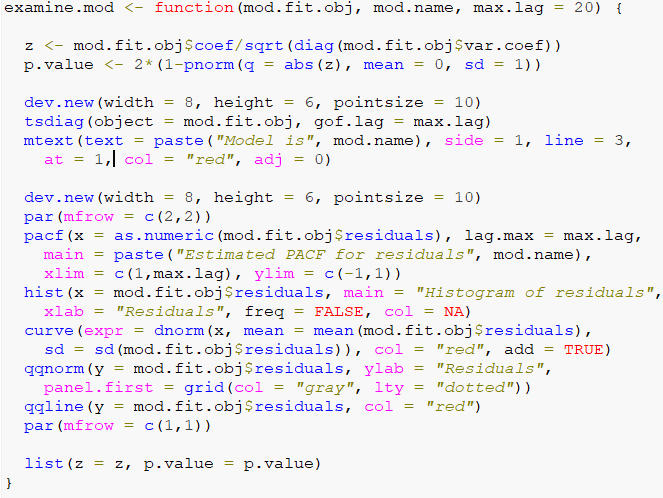 examine.mod <- function(mod.fit.obj, mod.name, max.lag = 20) {
z <- mod.fit.obj$coef/sqrt(diag(mod.fit.obj$var.coef))
p.value <- 2*(1-pnorm(q = abs(z), mean = 0, sd = 1))
dev.new(width = 8, height = 6, pointsize = 10)
tsdiag(object = mod.fit.obj, gof.lag = max.lag)
mtext(text = paste("Model is", mod.name), side = 1, line = 3,
at = 1, col = "red", adj = 0)
dev.new(width = 8, height = 6, pointsize = 10)
par(mfrow = c(2,2))
pacf(x = as.numeric(mod.fit.obj$residuals), lag.max = max.lag,
main = paste("Estimated PACF for residuals", mod.name),
xlim = c(1,max.lag), ylim = c(-1,1))
hist(x = mod.fit.obj$residuals, main = "Histogram of residuals",
xlab = "Residuals", freq = FALSE, col = NA)
curve(expr = dnorm(x, mean = mean(mod.fit.obj$residuals),
sd = sd(mod.fit.obj$residuals)), col = "red", add = TRUE)
qqnorm(y = mod.fit.obj$residuals, ylab = "Residuals",
panel.first = grid(col = "gray", lty = "dotted"))
qqline(y = mod.fit.obj$residuals, col = "red")
par(mfrow = c(1,1))
list(z = z, p.value = p.value)
}